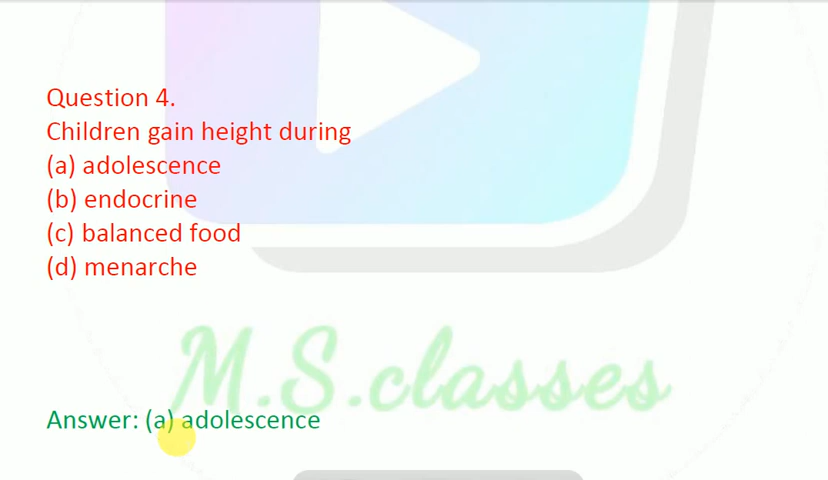 Question 4.
Children gain height during
(a) adolescence
(b) endocrine
(c) balanced food
(d) menarche
M.S.classes
Answer: (a) adolescence